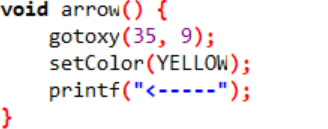 void arrow() {
    gotoxy(35, 9);
    setColor(YELLOW);
    printf("<-----");
}